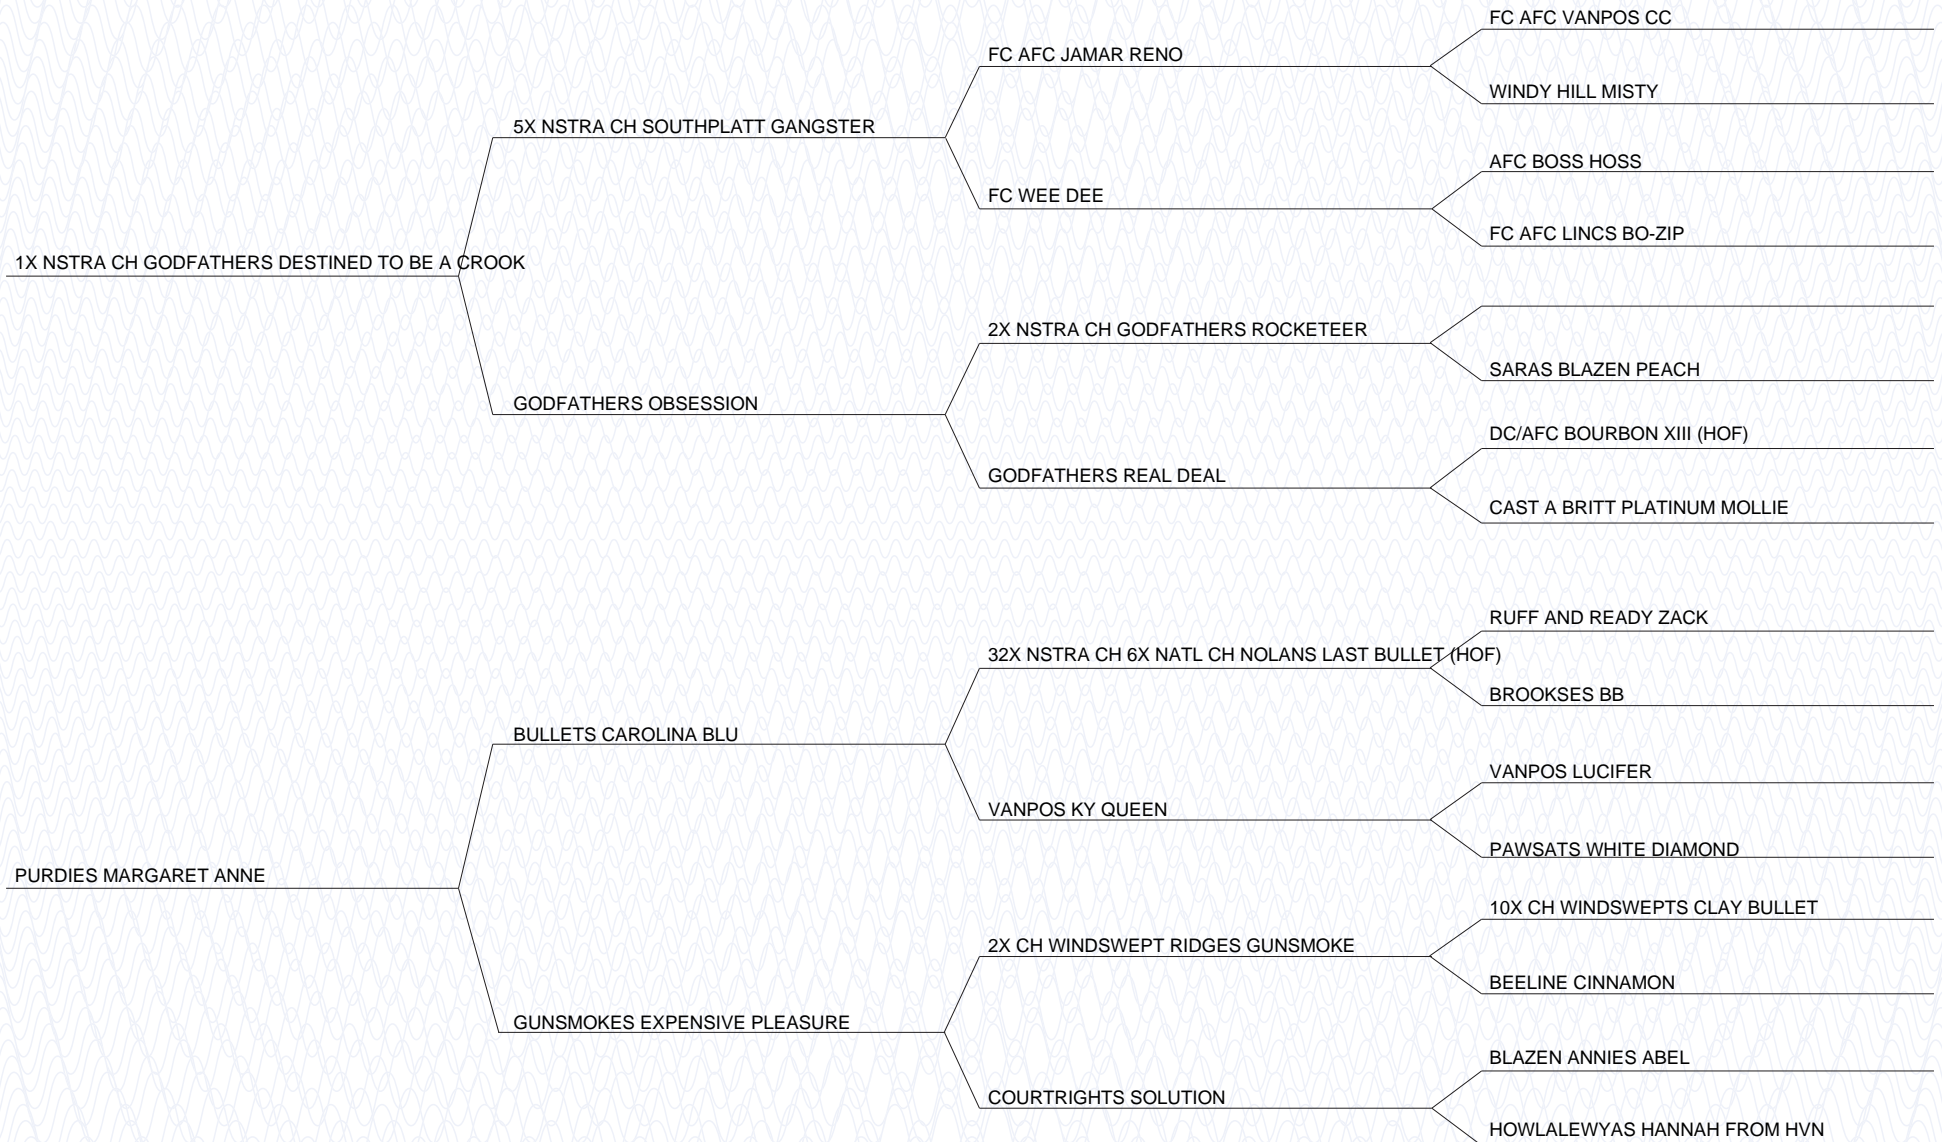 FC AFC VANPOS CC
FC AFC JAMAR RENO
WINDY HILL MISTY
5X NSTRA CH SOUTHPLATT GANGSTER
AFC BOSS HOSS
FC WEE DEE
FC AFC LINCS BO-ZIP
1X NSTRA CH GODFATHERS DESTINED TO BE A CROOK
2X NSTRA CH GODFATHERS ROCKETEER
SARAS BLAZEN PEACH
GODFATHERS OBSESSION
DC/AFC BOURBON XIII (HOF)
GODFATHERS REAL DEAL
CAST A BRITT PLATINUM MOLLIE
RUFF AND READY ZACK
32X NSTRA CH 6X NATL CH NOLANS LAST BULLET (HOF)
BROOKSES BB
BULLETS CAROLINA BLU
VANPOS LUCIFER
VANPOS KY QUEEN
PAWSATS WHITE DIAMOND
PURDIES MARGARET ANNE
10X CH WINDSWEPTS CLAY BULLET
2X CH WINDSWEPT RIDGES GUNSMOKE
BEELINE CINNAMON
GUNSMOKES EXPENSIVE PLEASURE
BLAZEN ANNIES ABEL
COURTRIGHTS SOLUTION
HOWLALEWYAS HANNAH FROM HVN